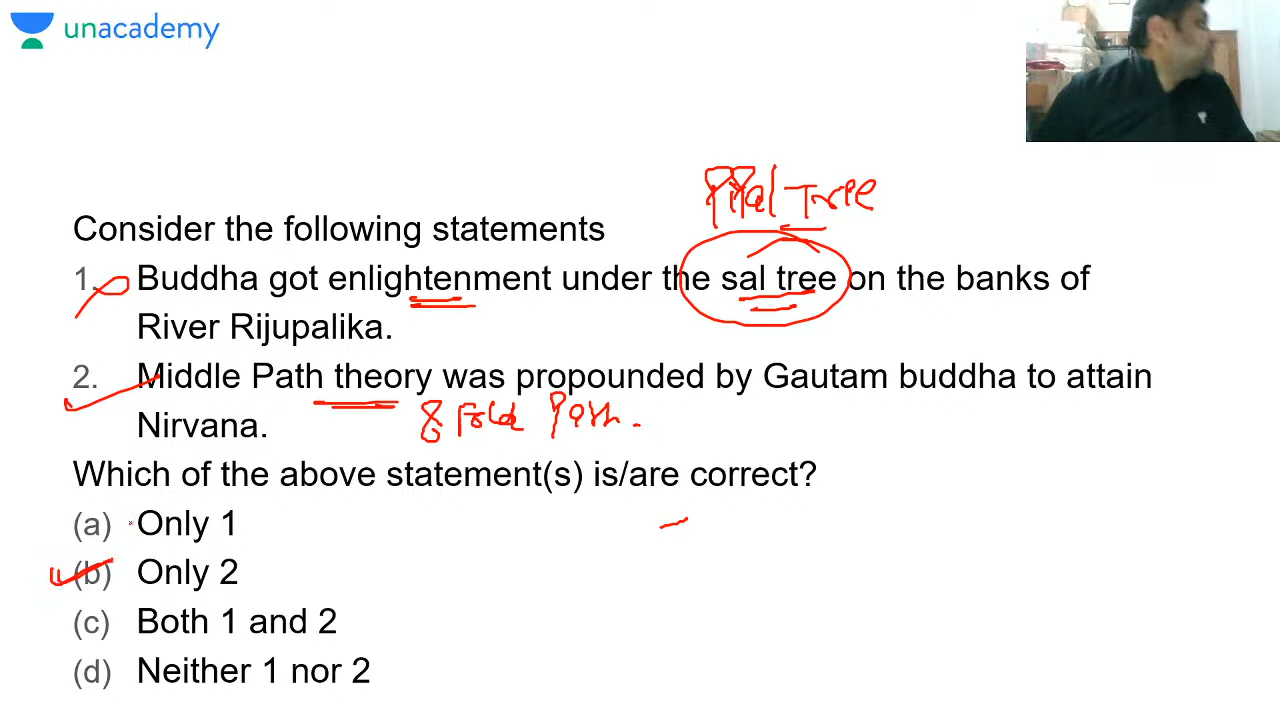 unacademy
Pipal Tree
Consider the following statements
1. Buddha got enlightenment under the sal tree on the banks of
River Rijupalika.
2. Middle Path theory was propounded by Gautam buddha to attain
Nirvana. 8 Fold Path.
Which of the above statement(s) is/are correct?
(a) Only 1
(b) Only 2
(c) Both 1 and 2
(d) Neither 1 nor 2